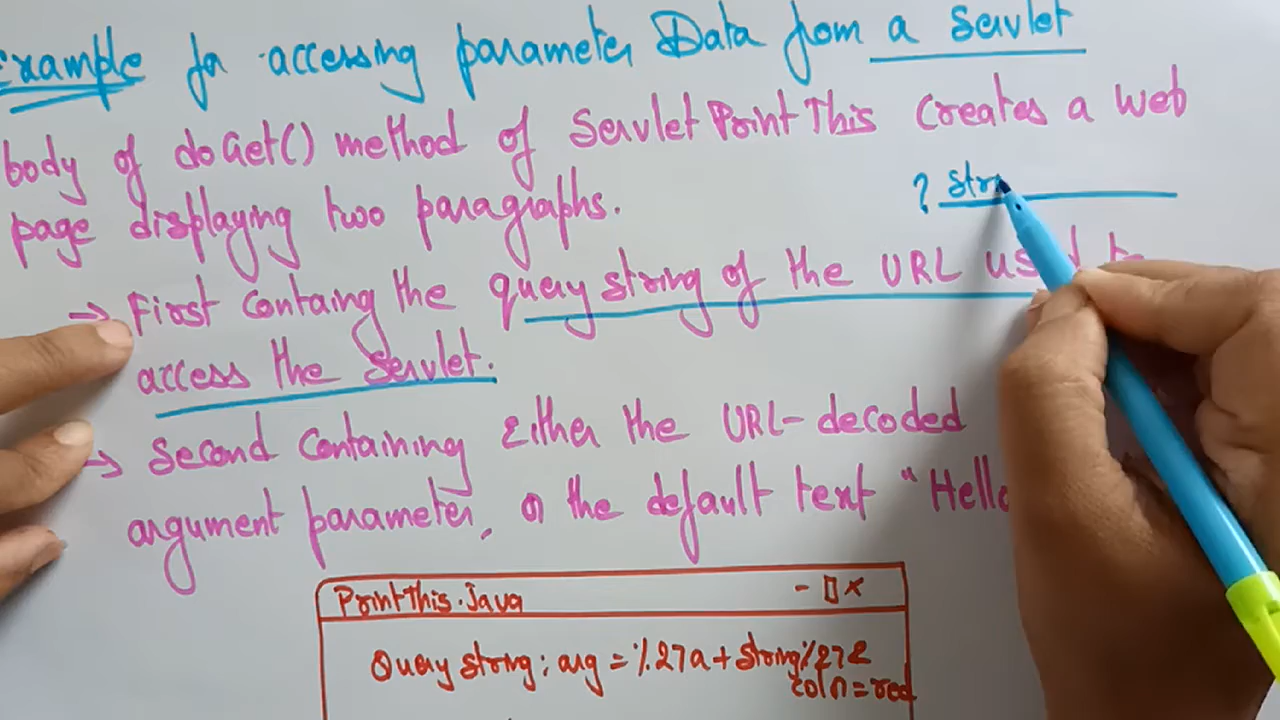 Example for accessing parameter Data from a Servlet
body of doGet() method of Servlet PrintThis Creates a Web
page displaying two paragraphs.
? str
→ First Containg the query string of the URL used to
access the Servlet.
→ Second Containing Either the URL-decoded
argument parameter, or the default text "Hello
PrintThis.Java
Query string: arg = %27a + string%27&
color=red